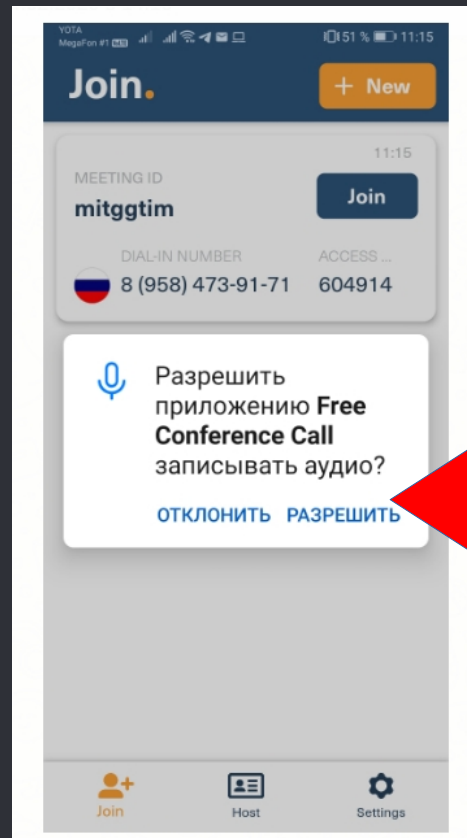 YOTA
MegaFon #1
51 % 11:15
Join.
+ New
11:15
MEETING ID
mitggtim
Join
DIAL-IN NUMBER
ACCESS ...
8 (958) 473-91-71
604914
Разрешить
приложению Free
Conference Call
записывать аудио?
ОТКЛОНИТЬ РАЗРЕШИТЬ
Join
Host
Settings